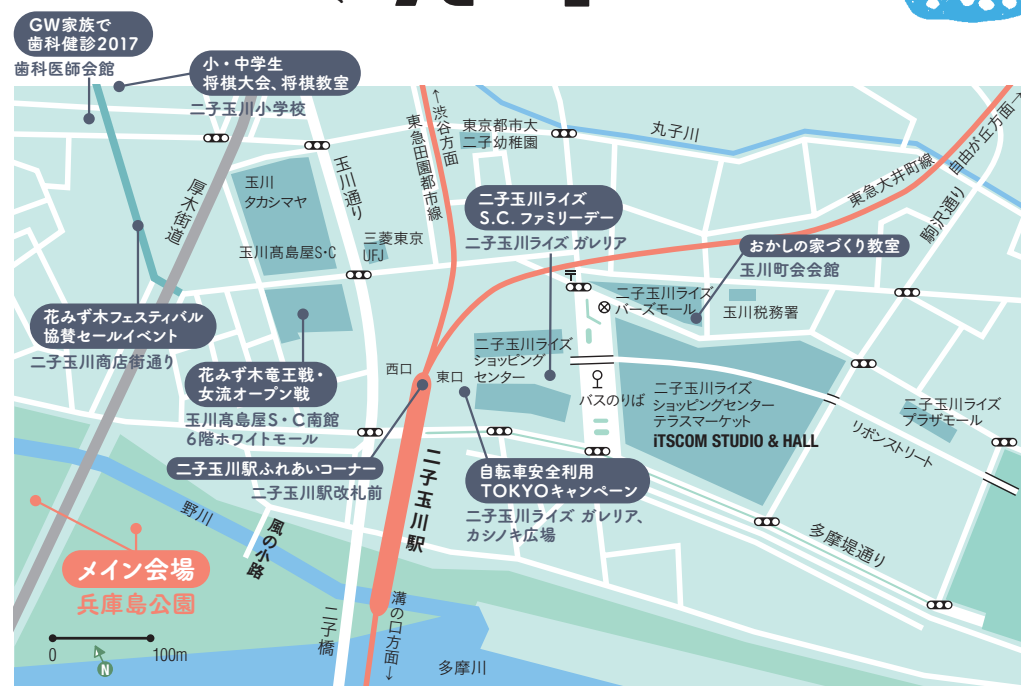 GW家族で
歯科健診2017
歯科医師会館
小・中学生
将棋大会、将棋教室
二子玉川小学校
←渋谷方面
東急田園都市線
東京都市大
二子幼稚園
丸子川
自由が丘方面→
東急大井町線
駒沢通り
厚木街道
玉川
タカシマヤ
玉川通り
玉川髙島屋S・C
三菱東京
UFJ
二子玉川ライズ
S.C. ファミリーデー
二子玉川ライズ ガレリア
おかしの家づくり教室
玉川町会会館
二子玉川ライズ
バーズモール
玉川税務署
花みず木フェスティバル
協賛セールイベント
二子玉川商店街通り
花みず木竜王戦・
女流オープン戦
玉川髙島屋S・C南館
6階ホワイトモール
西口
東口
二子玉川ライズ
ショッピング
センター
バスのりば
二子玉川ライズ
ショッピングセンター
テラスマーケット
iTSCOM STUDIO & HALL
二子玉川ライズ
プラザモール
リボンストリート
二子玉川駅ふれあいコーナー
二子玉川駅改札前
二子玉川駅
自転車安全利用
TOKYOキャンペーン
二子玉川ライズ ガレリア、
カシノキ広場
多摩堤通り
野川
風の小路
メイン会場
兵庫島公園
二子橋
溝の口方面→
多摩川
0 100m
N